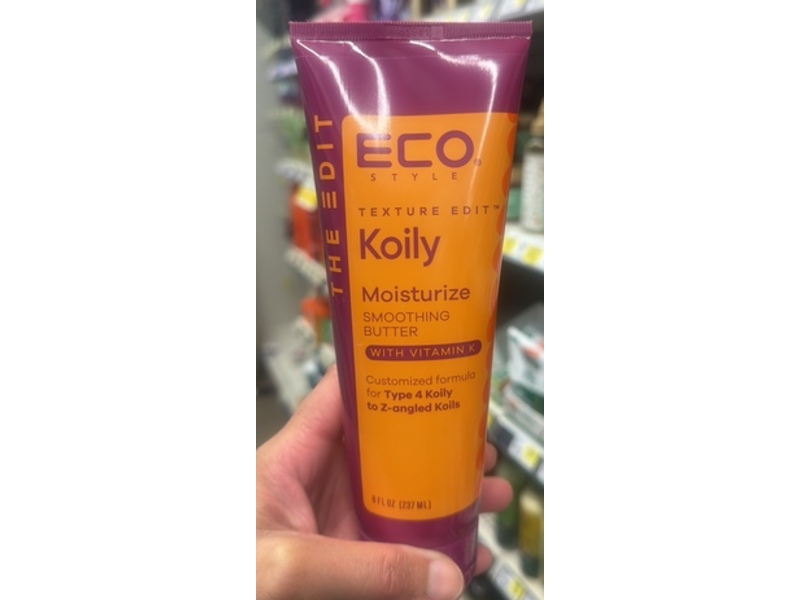 THE EDIT
ECO®
STYLE
TEXTURE EDIT™
Koily
Moisturize
SMOOTHING
BUTTER
WITH VITAMIN K
Customized formula
for Type 4 Koily
to Z-angled Koils
8 FL OZ (237 ML)